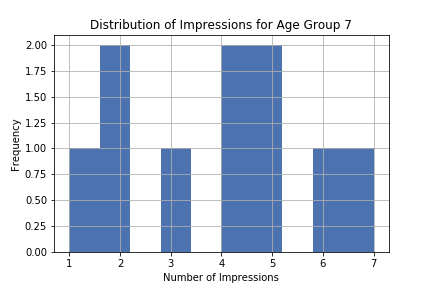 Distribution of Impressions for Age Group 7
2.00
1.75
1.50
1.25
1.00
0.75
0.50
0.25
0.00
Frequency
1 2 3 4 5 6 7
Number of Impressions